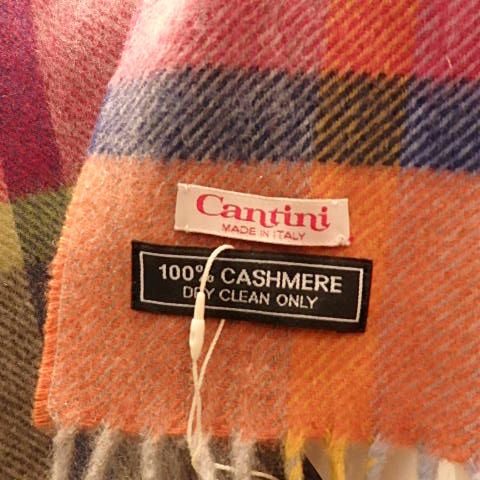 Cantini
MADE IN ITALY
100% CASHMERE
DRY CLEAN ONLY